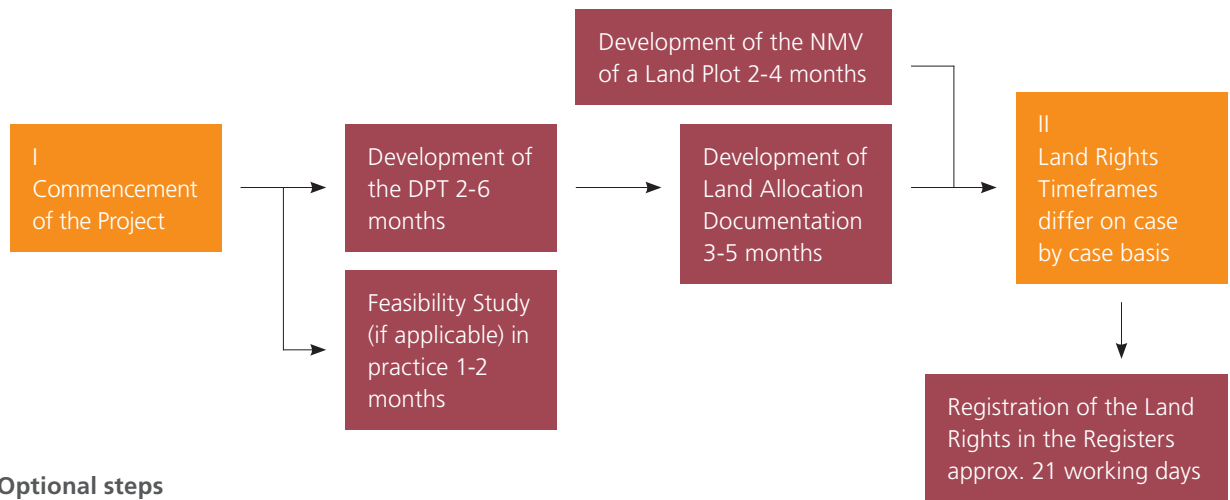 Development of the NMV
of a Land Plot 2-4 months
I
Commencement
of the Project
Development of
the DPT 2-6
months
Development of
Land Allocation
Documentation
3-5 months
II
Land Rights
Timeframes
differ on case
by case basis
Feasibility Study
(if applicable) in
practice 1-2
months
Registration of the Land
Rights in the Registers
approx. 21 working days
Optional steps